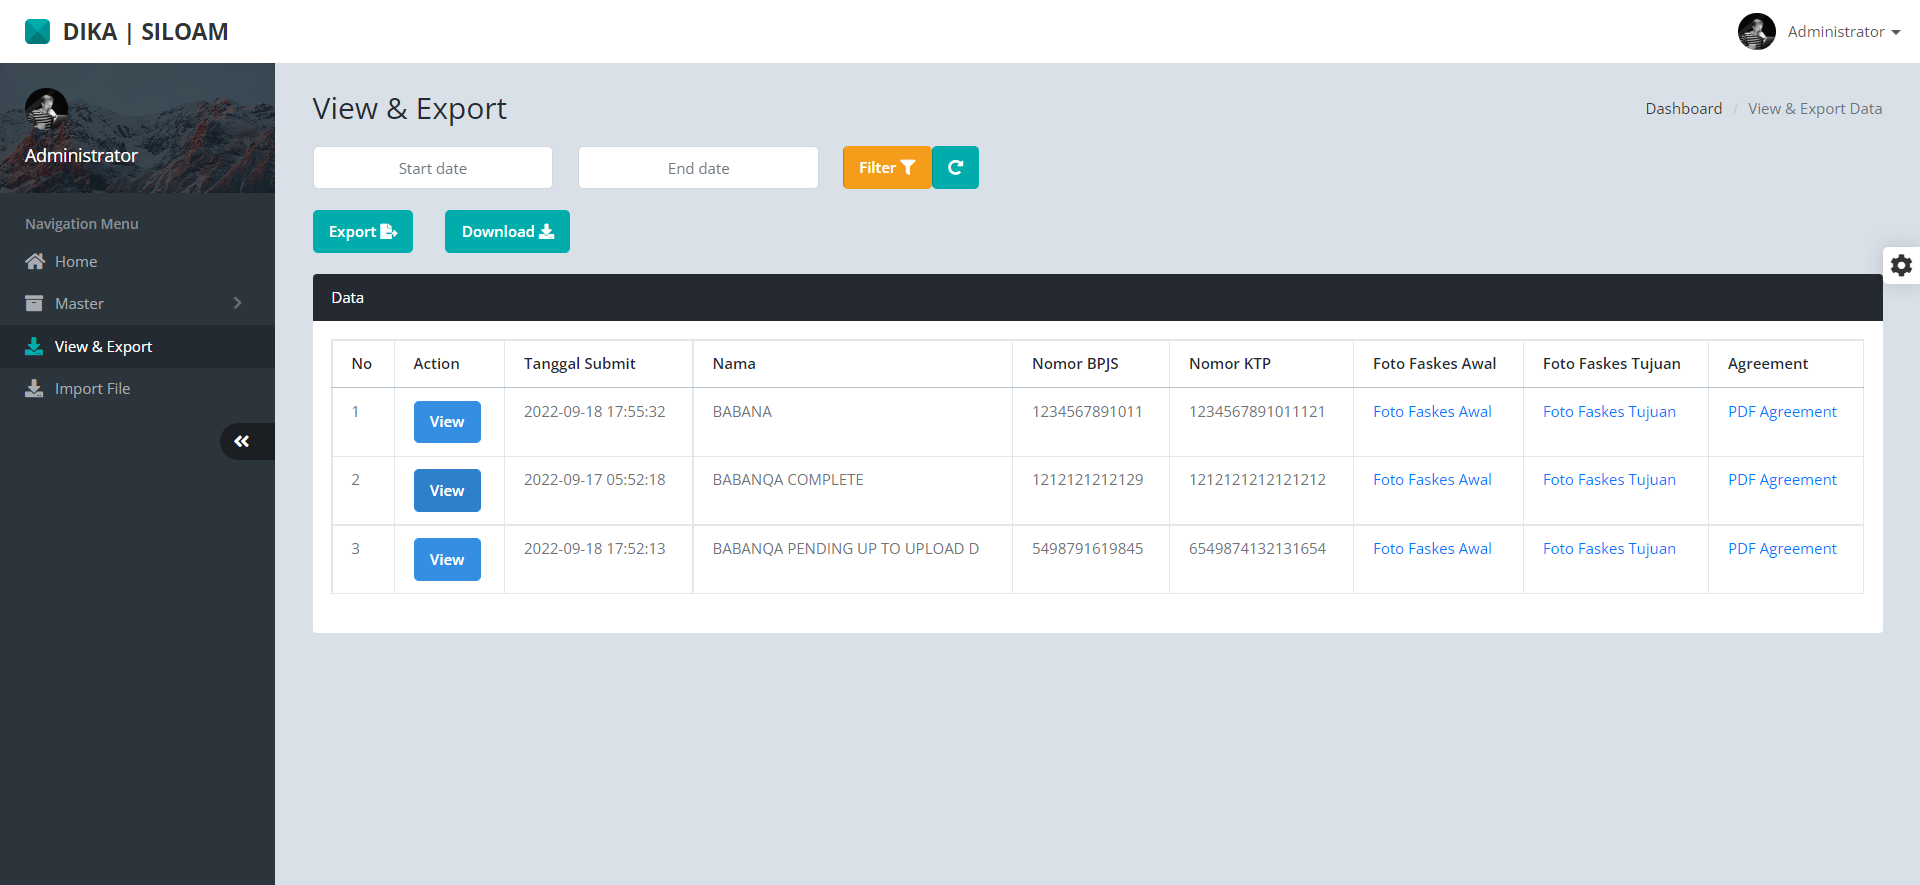 DIKA | SILOAM
Administrator
Administrator
Navigation Menu
Home
Master
View & Export
Import File
View & Export
Dashboard / View & Export Data
Start date End date Filter
Export Download
Data
No Action Tanggal Submit Nama Nomor BPJS Nomor KTP Foto Faskes Awal Foto Faskes Tujuan Agreement
1 View 2022-09-18 17:55:32 BABANA 1234567891011 1234567891011121 Foto Faskes Awal Foto Faskes Tujuan PDF Agreement
2 View 2022-09-17 05:52:18 BABANQA COMPLETE 1212121212129 1212121212121212 Foto Faskes Awal Foto Faskes Tujuan PDF Agreement
3 View 2022-09-18 17:52:13 BABANQA PENDING UP TO UPLOAD D 5498791619845 6549874132131654 Foto Faskes Awal Foto Faskes Tujuan PDF Agreement